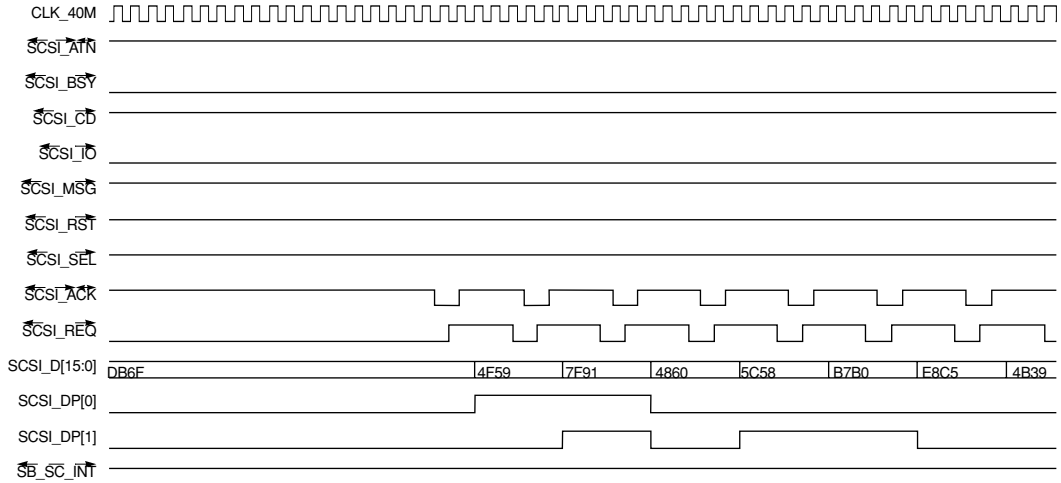 CLK_40M
SCSI_ATN
SCSI_BSY
SCSI_CD
SCSI_IO
SCSI_MSG
SCSI_RST
SCSI_SEL
SCSI_ACK
SCSI_REQ
SCSI_D[15:0] DB6F 4F59 7F91 4860 5C58 B7B0 E8C5 4B39
SCSI_DP[0]
SCSI_DP[1]
SB_SC_INT